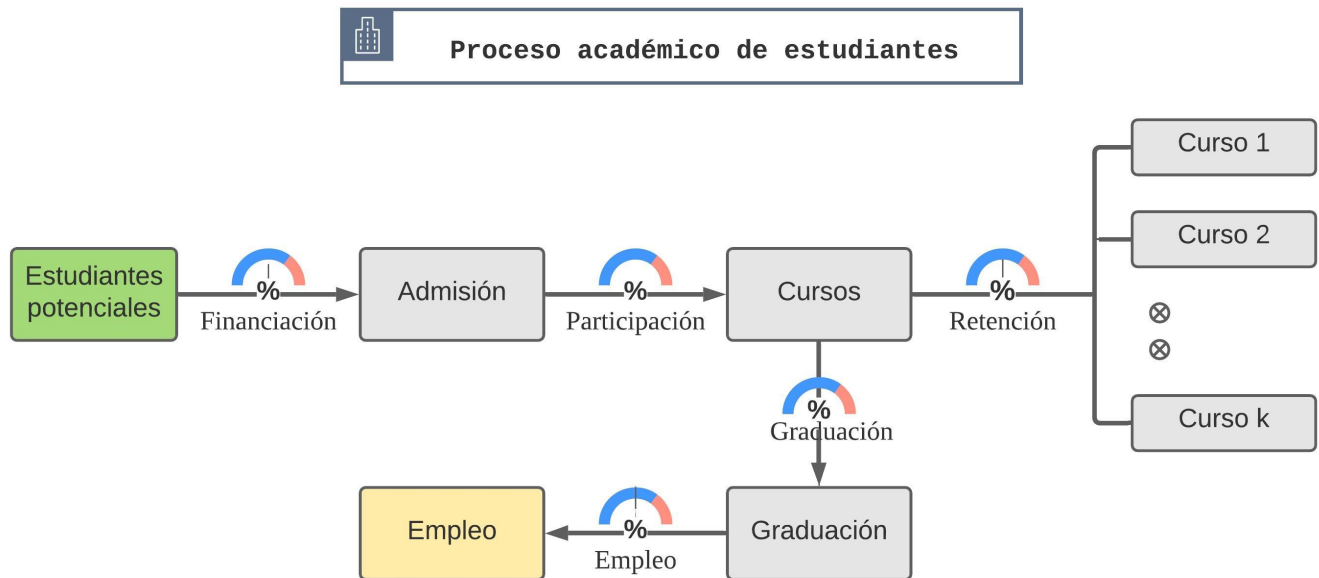 Proceso académico de estudiantes
Curso 1
Curso 2
Estudiantes
potenciales
%
Financiación
Admisión
%
Participación
Cursos
%
Retención
Curso k
%
Graduación
Empleo
%
Empleo
Graduación